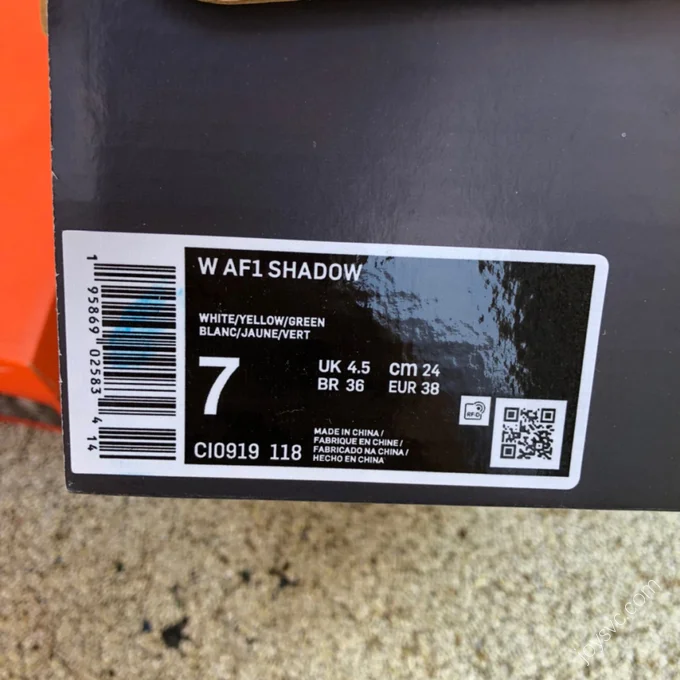 W AF1 SHADOW
WHITE/YELLOW/GREEN
BLANC/JAUNE/VERT
7
UK 4.5 cm 24
BR 36 EUR 38
CI0919 118
MADE IN CHINA /
FABRIQUE EN CHINE /
FABRICADO NA CHINA /
HECHO EN CHINA
1 95869 02583 4 14